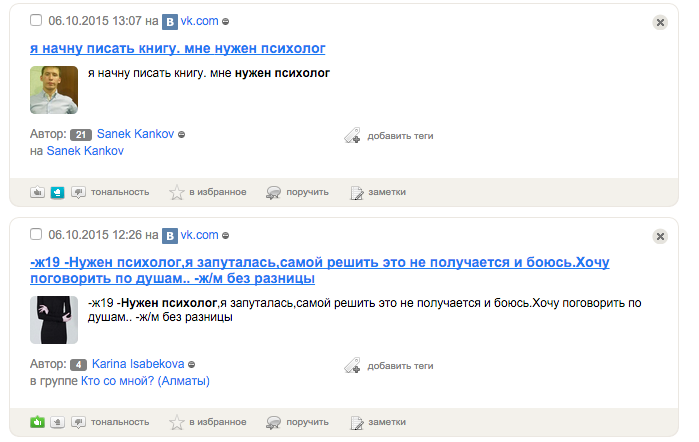 06.10.2015 13:07 на В vk.com
я начну писать книгу. мне нужен психолог
я начну писать книгу. мне нужен психолог
Автор: 21 Sanek Kankov
добавить теги
на Sanek Kankov
тональность в избранное поручить заметки
06.10.2015 12:26 на В vk.com
-ж19 -Нужен психолог,я запуталась,самой решить это не получается и боюсь.Хочу
поговорить по душам.. -ж/м без разницы
-ж19 -Нужен психолог,я запуталась,самой решить это не получается и боюсь.Хочу поговорить по
душам.. -ж/м без разницы
Автор: 4 Karina Isabekova
добавить теги
в группе Кто со мной? (Алматы)
тональность в избранное поручить заметки